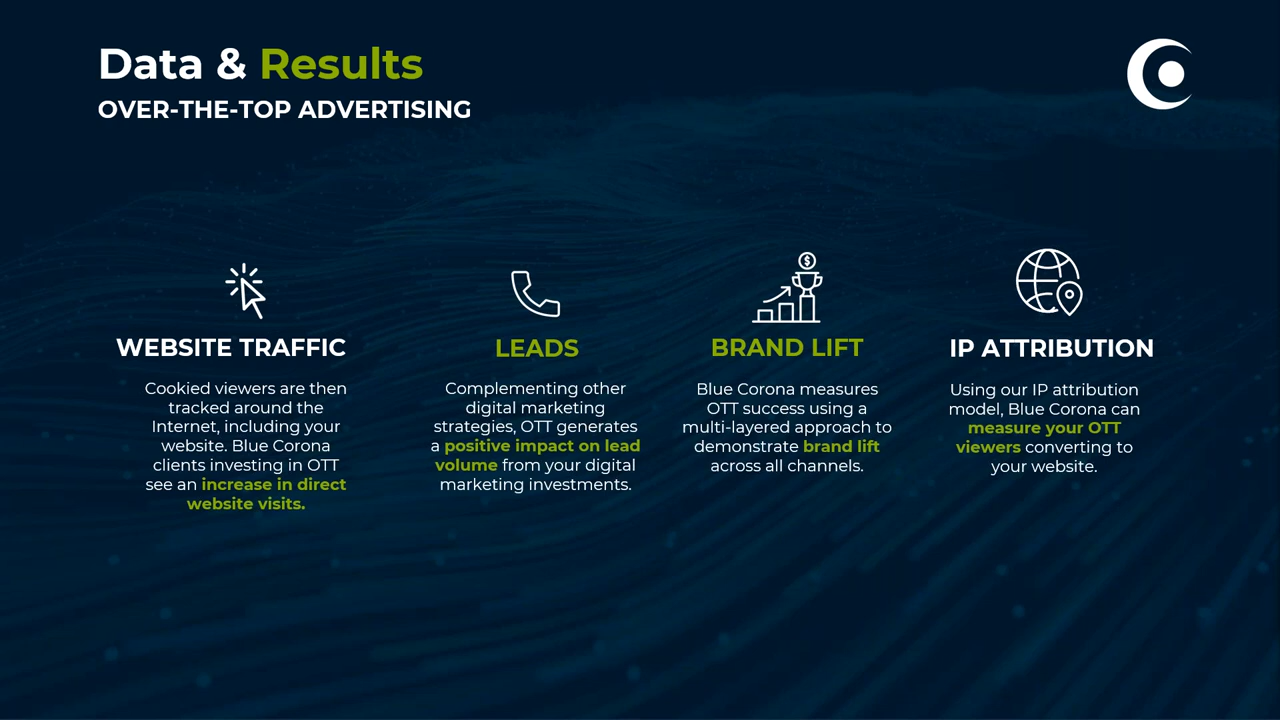 Data & Results
OVER-THE-TOP ADVERTISING
WEBSITE TRAFFIC
Cookied viewers are then
tracked around the
Internet, including your
website. Blue Corona
clients investing in OTT
see an increase in direct
website visits.
LEADS
Complementing other
digital marketing
strategies, OTT generates
a positive impact on lead
volume from your digital
marketing investments.
$
BRAND LIFT
Blue Corona measures
OTT success using a
multi-layered approach to
demonstrate brand lift
across all channels.
IP ATTRIBUTION
Using our IP attribution
model, Blue Corona can
measure your OTT
viewers converting to
your website.